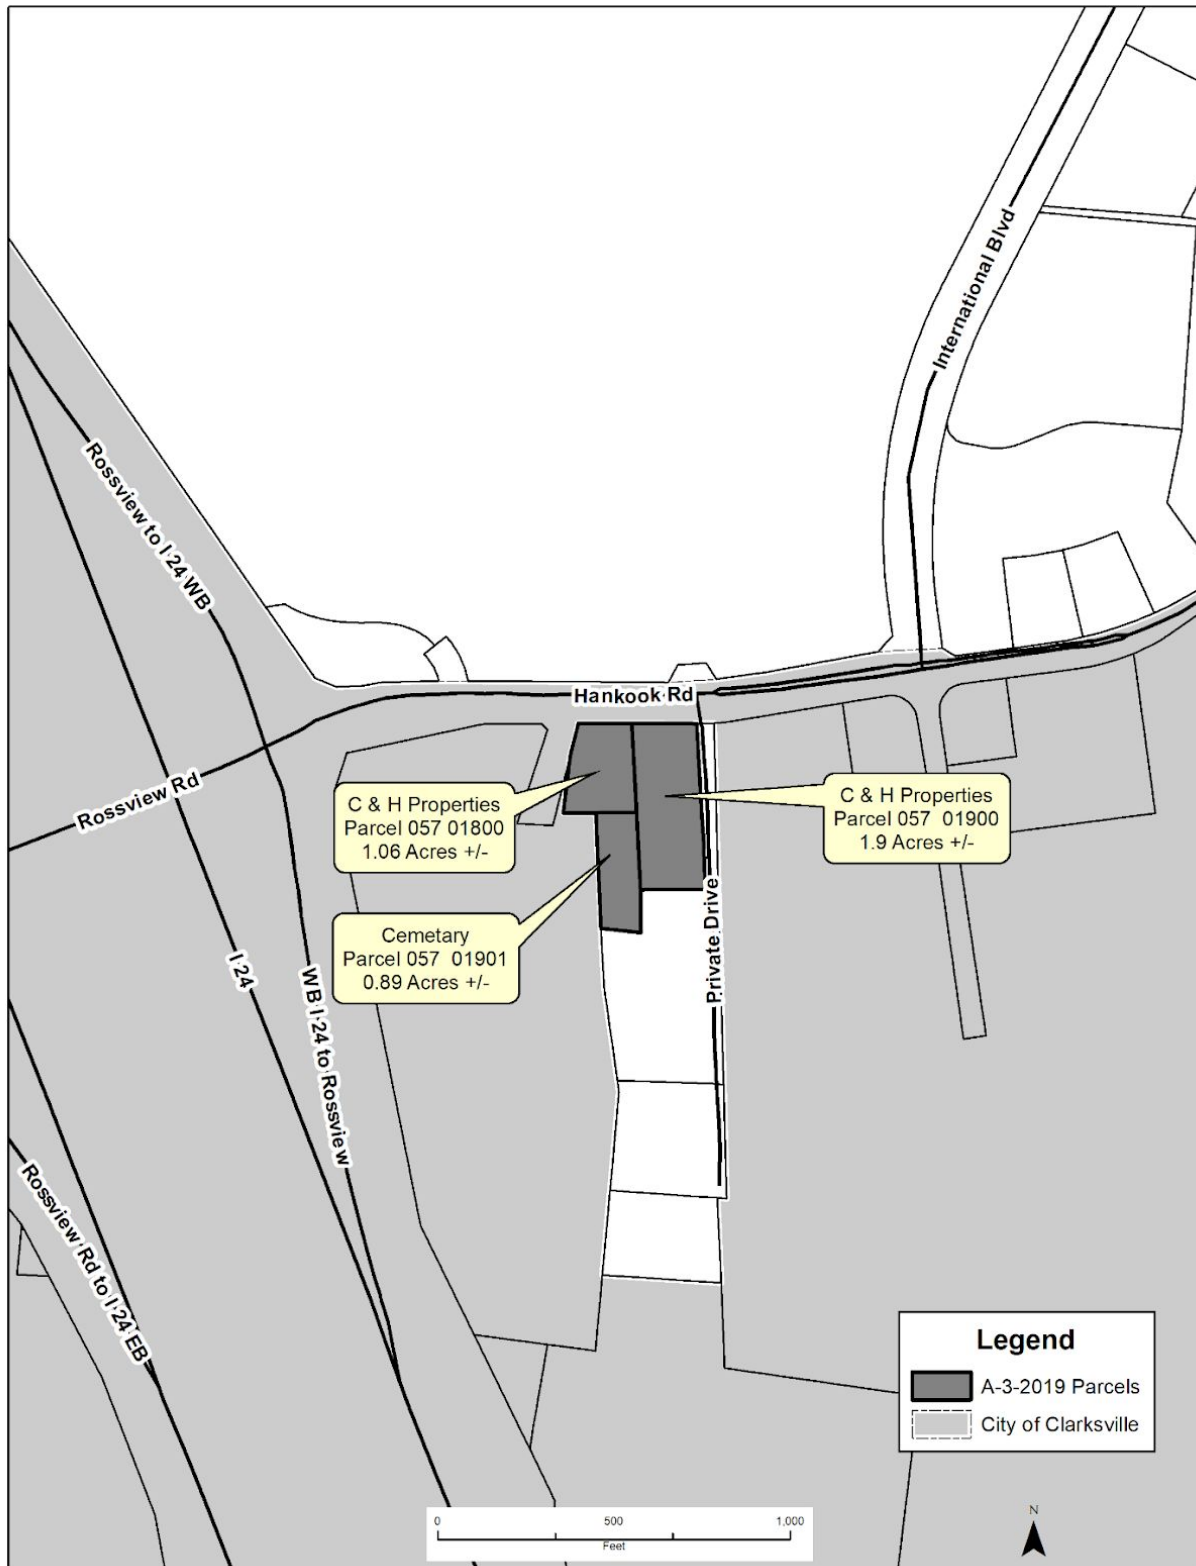 International Blvd
Rossview to I 24 WB
Hankook Rd
Rossview Rd
C & H Properties
Parcel 057 01800
1.06 Acres +/-
C & H Properties
Parcel 057  01900
1.9 Acres +/-
Cemetary
Parcel 057  01901
0.89 Acres +/-
Private Drive
I 24
WB I 24 to Rossview
Rossview Rd to I 24 EB
Legend
A-3-2019 Parcels
City of Clarksville
0 500 1,000
Feet
N